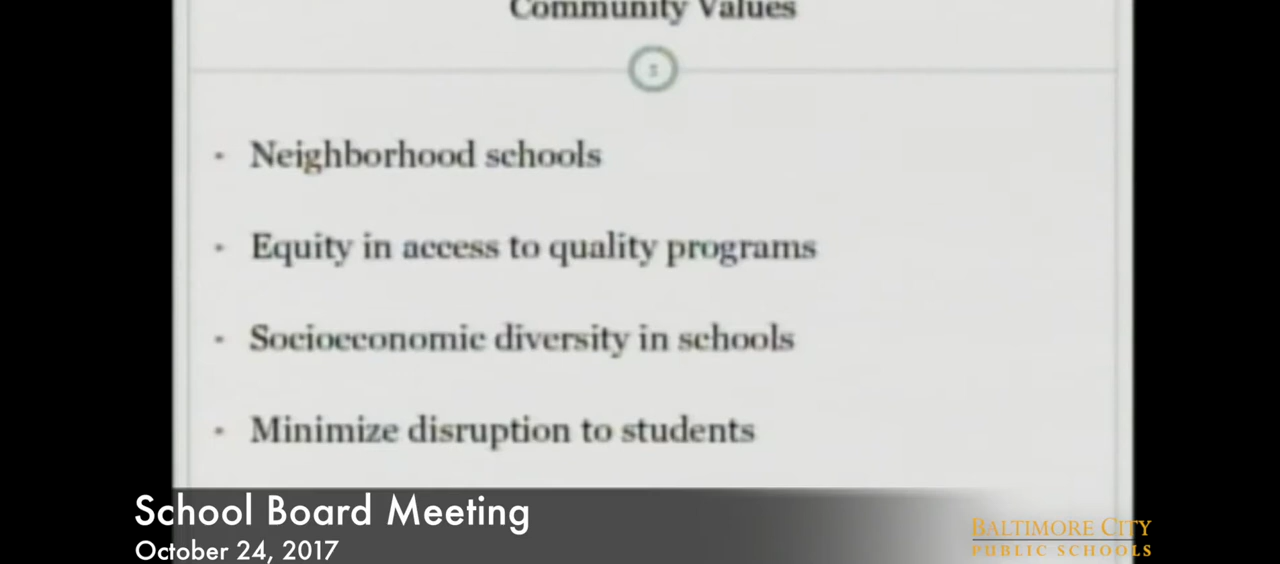 Community Values
• Neighborhood schools
• Equity in access to quality programs
• Socioeconomic diversity in schools
• Minimize disruption to students
School Board Meeting
October 24, 2017
BALTIMORE CITY
PUBLIC SCHOOLS